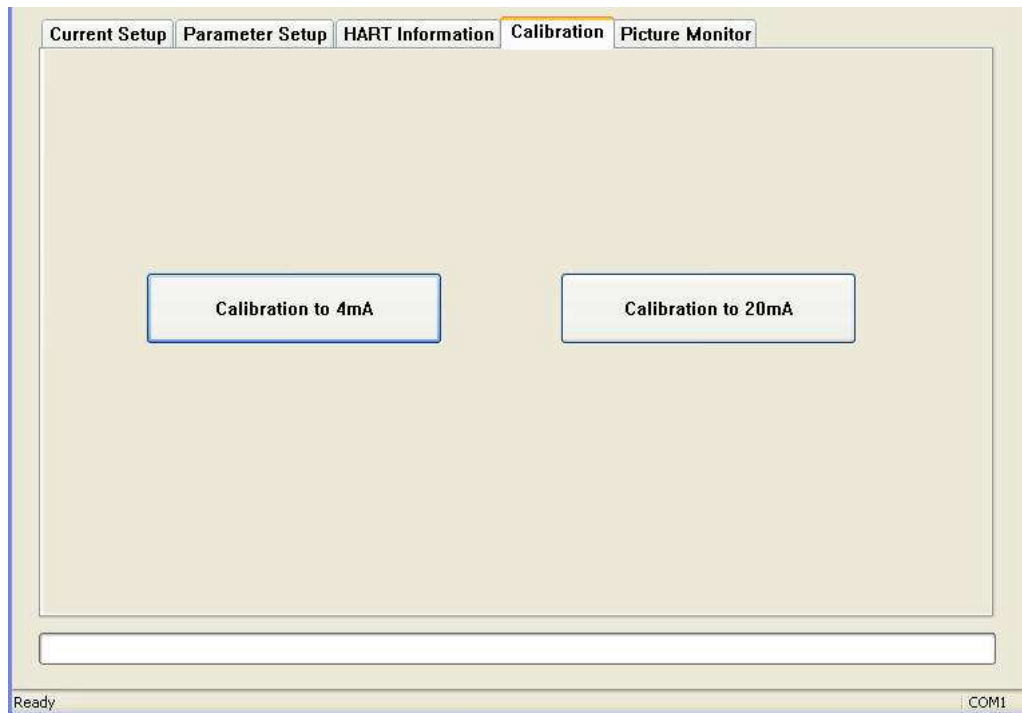 Current Setup Parameter Setup HART Information Calibration Picture Monitor
Calibration to 4mA Calibration to 20mA
Ready COM1